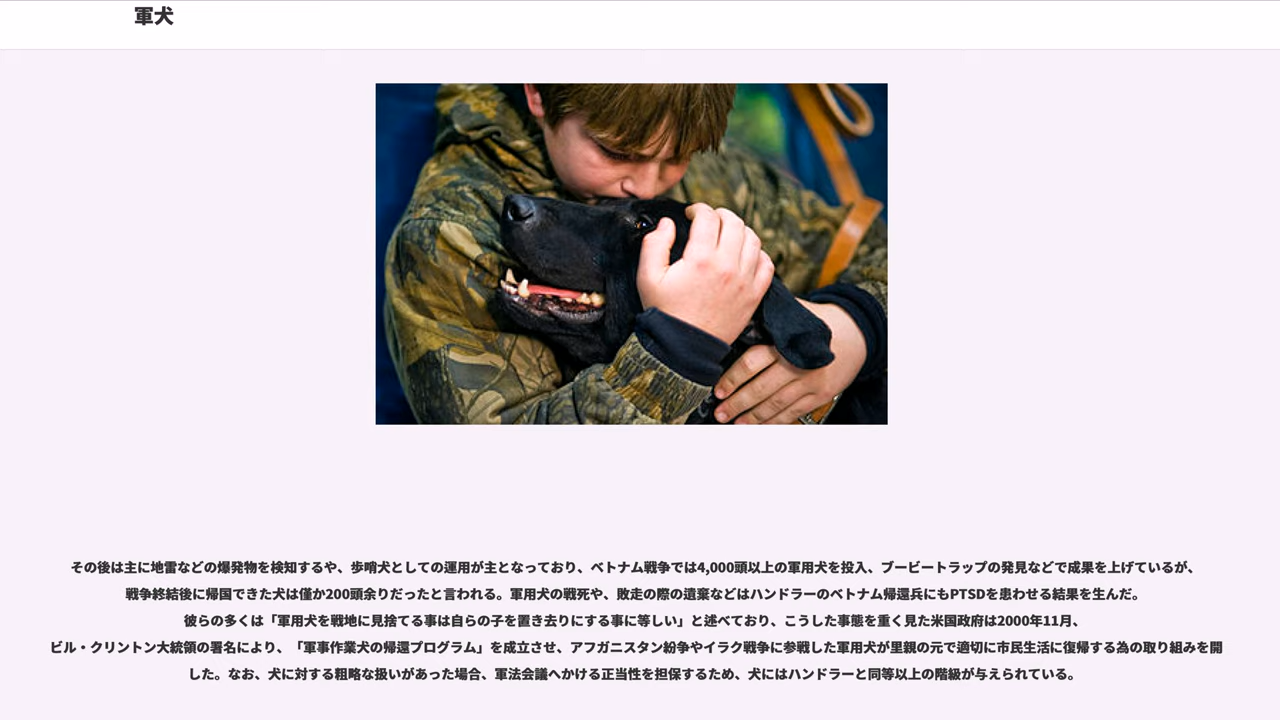 軍犬
その後は主に地雷などの爆発物を検知するや、歩哨犬としての運用が主となっており、ベトナム戦争では4,000頭以上の軍用犬を投入、ブービートラップの発見などで成果を上げているが、
戦争終結後に帰国できた犬は僅か200頭余りだったと言われる。軍用犬の戦死や、敗走の際の遺棄などはハンドラーのベトナム帰還兵にもPTSDを患わせる結果を生んだ。
彼らの多くは「軍用犬を戦地に見捨てる事は自らの子を置き去りにする事に等しい」と述べており、こうした事態を重く見た米国政府は2000年11月、
ビル・クリントン大統領の署名により、「軍事作業犬の帰還プログラム」を成立させ、アフガニスタン紛争やイラク戦争に参戦した軍用犬が里親の元で適切に市民生活に復帰する為の取り組みを開
した。なお、犬に対する粗略な扱いがあった場合、軍法会議へかける正当性を担保するため、犬にはハンドラーと同等以上の階級が与えられている。